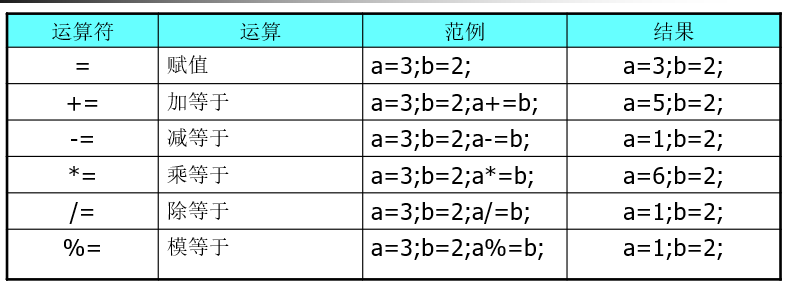 运算符 运算 范例 结果
= 赋值 a=3;b=2; a=3;b=2;
+= 加等于 a=3;b=2;a+=b; a=5;b=2;
-= 减等于 a=3;b=2;a-=b; a=1;b=2;
*= 乘等于 a=3;b=2;a*=b; a=6;b=2;
/= 除等于 a=3;b=2;a/=b; a=1;b=2;
%= 模等于 a=3;b=2;a%=b; a=1;b=2;